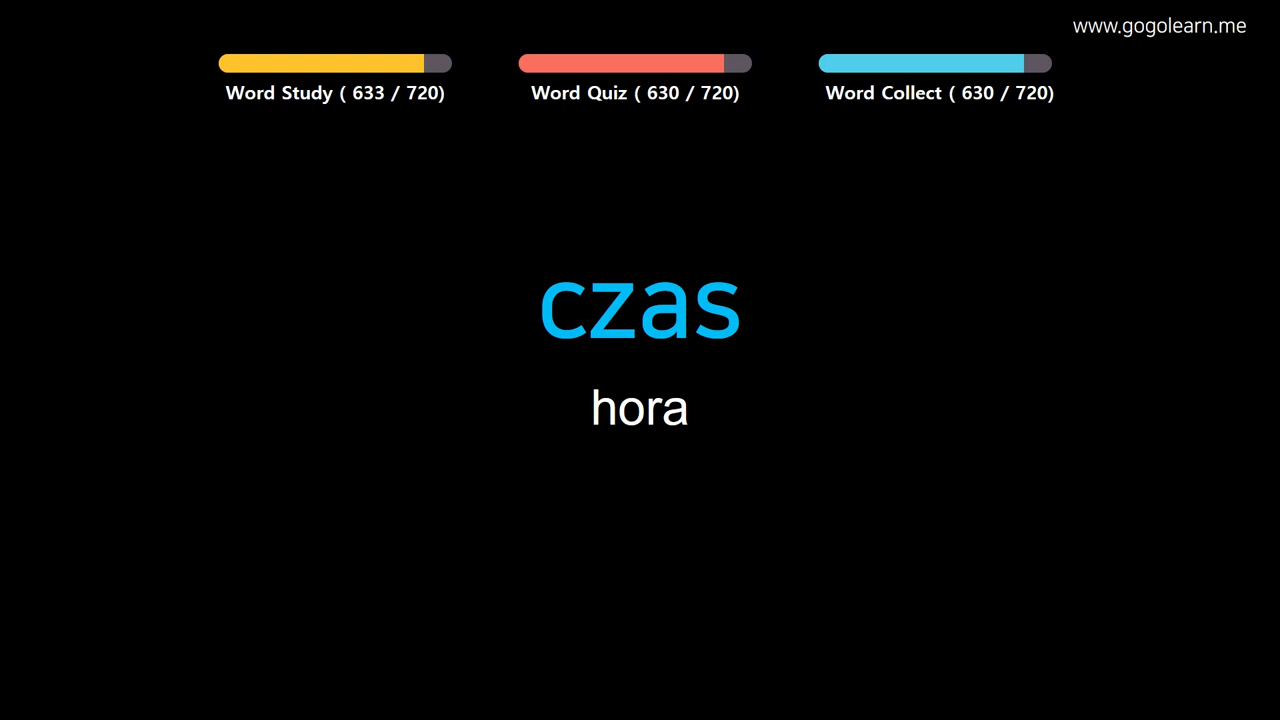 www.gogolearn.me
Word Study ( 633 / 720)
Word Quiz ( 630 / 720)
Word Collect ( 630 / 720)
czas
hora